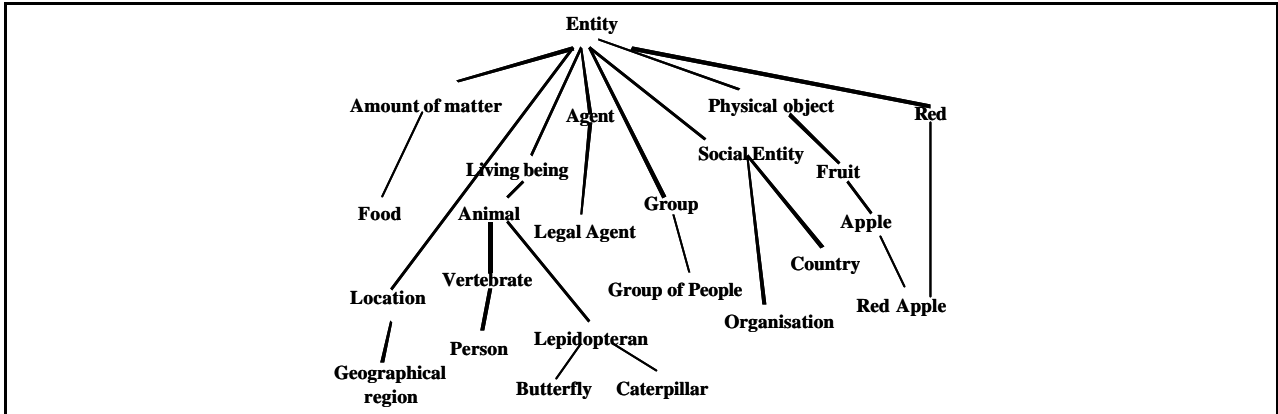 Entity
Amount of matter
Agent
Physical object
Red
Social Entity
Living being
Fruit
Food
Animal
Group
Legal Agent
Apple
Country
Vertebrate
Location
Group of People
Red Apple
Organisation
Person
Lepidopteran
Geographical
region
Butterfly
Caterpillar